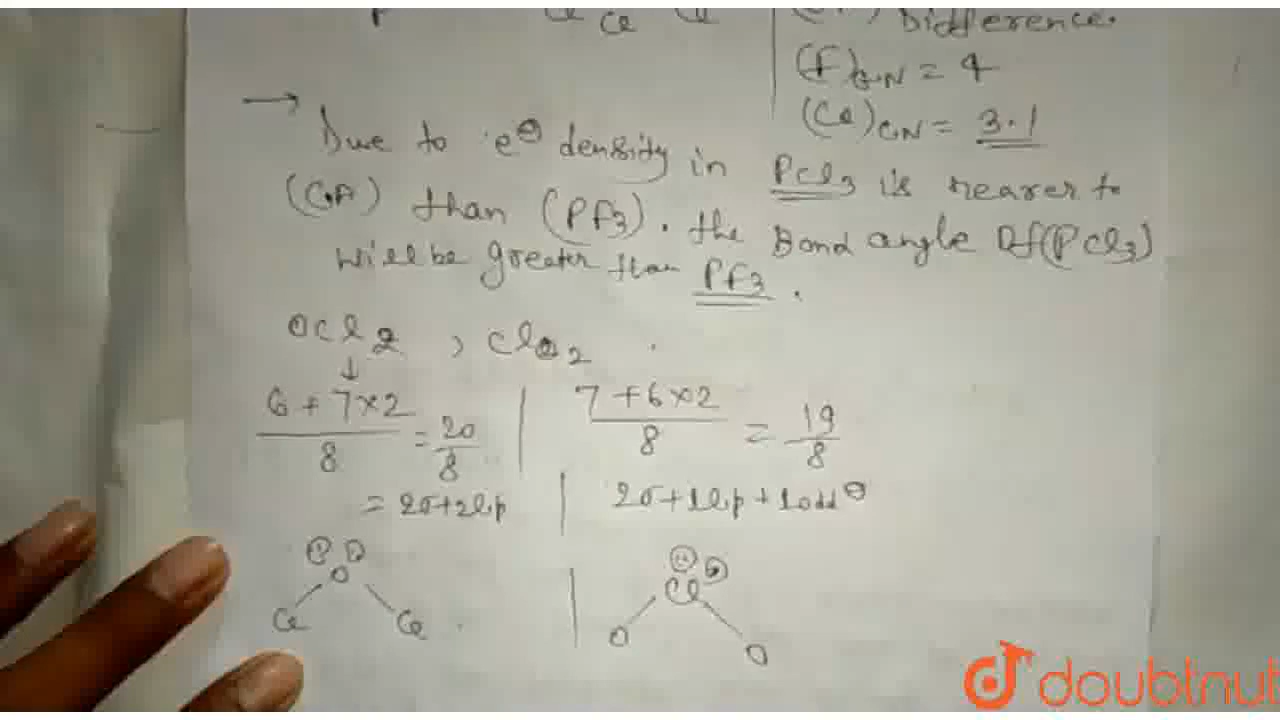 Difference.
(F)GN = 4
(Cl)GN = 3.1
→ Due to e⊖ density in PCl3 is nearer to
(CA) than (PF3). the Bond angle Of (PCl3)
will be greater than PF3.
OCl2 , ClO2
↓
6 + 7×2 / 8 = 20/8 | 7 + 6×2 / 8 = 19/8
= 2σ+2l.p | 2σ+1l.p + 1odd e⊖
O Cl
Cl Cl | O O
doubtnut